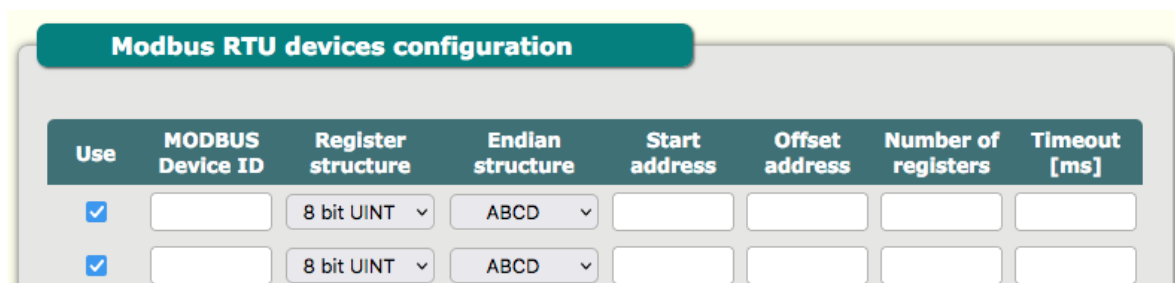 Modbus RTU devices configuration
Use MODBUS Device ID Register structure Endian structure Start address Offset address Number of registers Timeout [ms]
8 bit UINT ABCD
8 bit UINT ABCD